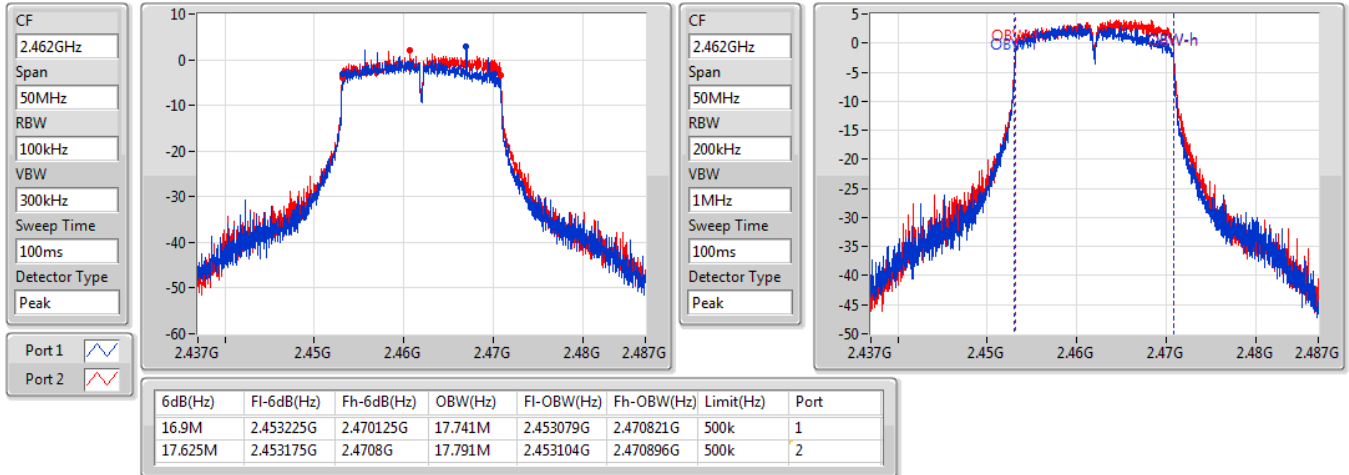 CF
2.462GHz
Span
50MHz
RBW
100kHz
VBW
300kHz
Sweep Time
100ms
Detector Type
Peak
Port 1
Port 2
10
0
-10
-20
-30
-40
-50
-60
2.437G 2.45G 2.46G 2.47G 2.48G 2.487G
CF
2.462GHz
Span
50MHz
RBW
200kHz
VBW
1MHz
Sweep Time
100ms
Detector Type
Peak
5
0
-5
-10
-15
-20
-25
-30
-35
-40
-45
-50
OBW-h
2.437G 2.45G 2.46G 2.47G 2.48G 2.487G
6dB(Hz) Fl-6dB(Hz) Fh-6dB(Hz) OBW(Hz) Fl-OBW(Hz) Fh-OBW(Hz) Limit(Hz) Port
16.9M 2.453225G 2.470125G 17.741M 2.453079G 2.470821G 500k 1
17.625M 2.453175G 2.4708G 17.791M 2.453104G 2.470896G 500k 2